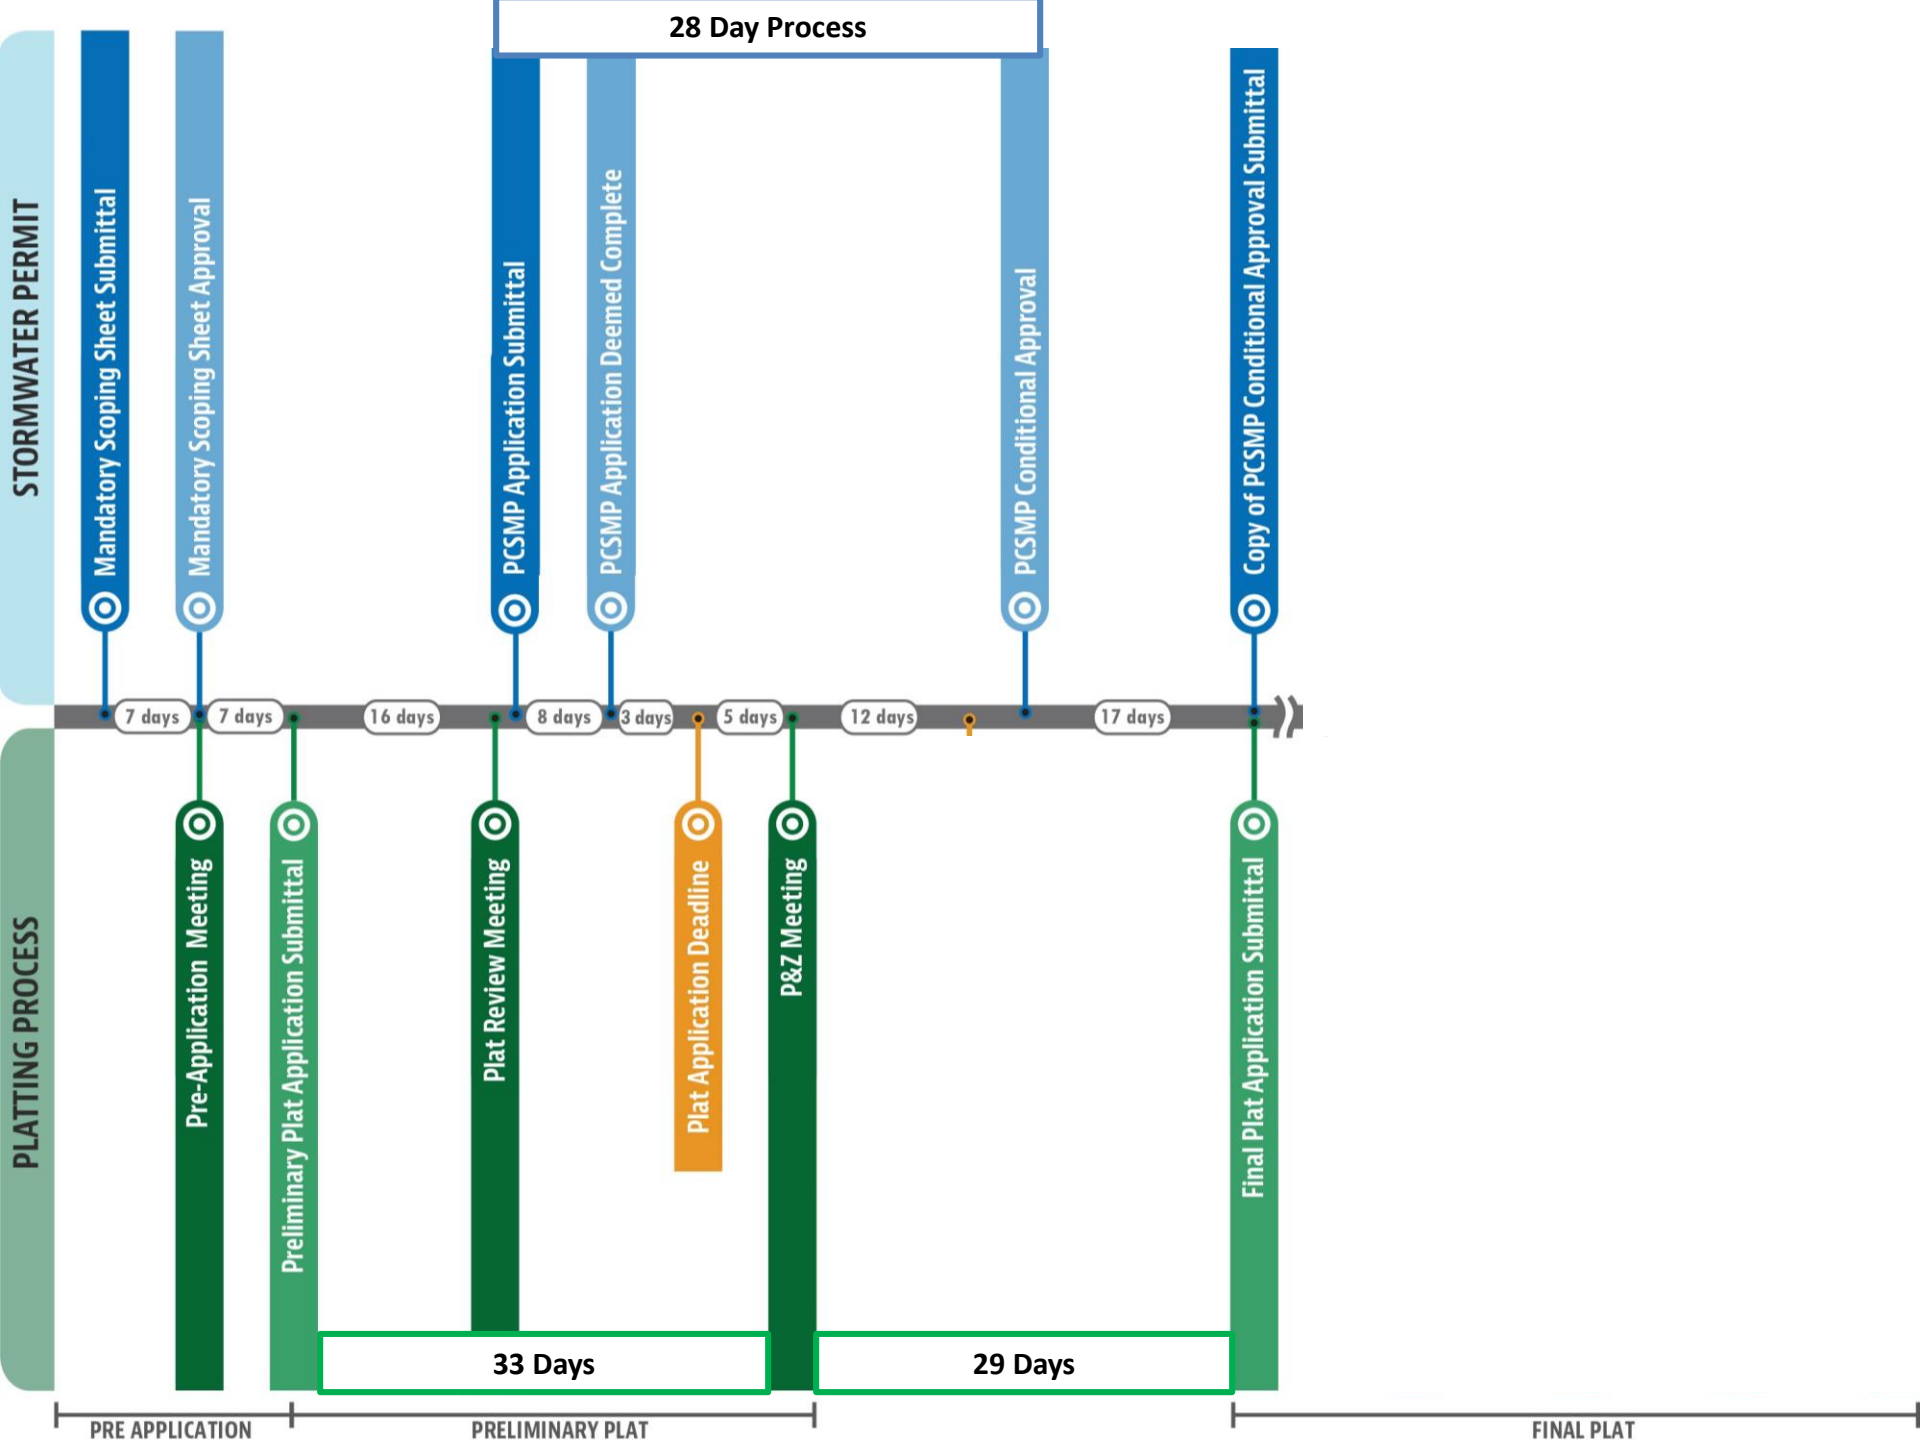 28 Day Process
STORMWATER PERMIT
Mandatory Scoping Sheet Submittal
Mandatory Scoping Sheet Approval
PCSMP Application Submittal
PCSMP Application Deemed Complete
PCSMP Conditional Approval
Copy of PCSMP Conditional Approval Submittal
7 days
7 days
16 days
8 days
3 days
5 days
12 days
17 days
PLATTING PROCESS
Pre-Application Meeting
Preliminary Plat Application Submittal
Plat Review Meeting
Plat Application Deadline
P&Z Meeting
Final Plat Application Submittal
33 Days
29 Days
PRE APPLICATION
PRELIMINARY PLAT
FINAL PLAT